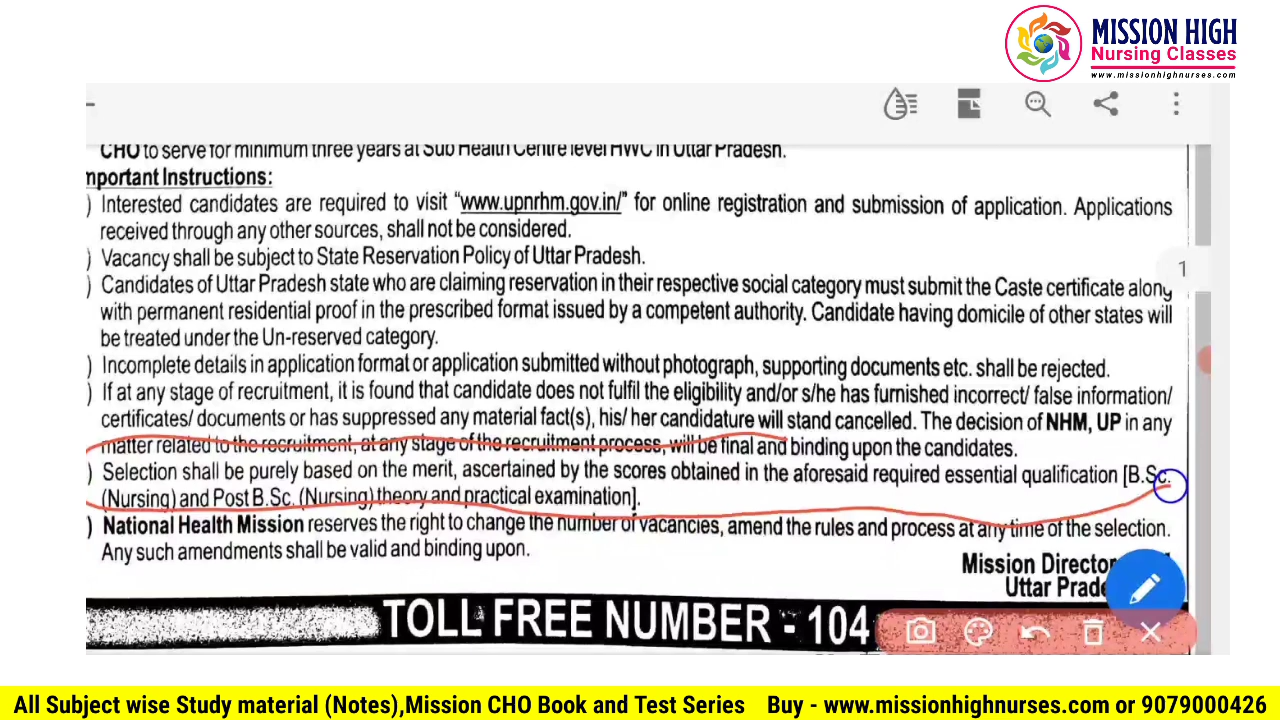 MISSION HIGH
Nursing Classes
www.missionhighnurses.com
CHO to serve for minimum three years at Sub Health Centre level HWC in Uttar Pradesh.
mportant Instructions:
) Interested candidates are required to visit “www.upnrhm.gov.in/” for online registration and submission of application. Applications
received through any other sources, shall not be considered.
) Vacancy shall be subject to State Reservation Policy of Uttar Pradesh.
1
) Candidates of Uttar Pradesh state who are claiming reservation in their respective social category must submit the Caste certificate along
with permanent residential proof in the prescribed format issued by a competent authority. Candidate having domicile of other states will
be treated under the Un-reserved category.
) Incomplete details in application format or application submitted without photograph, supporting documents etc. shall be rejected.
) If at any stage of recruitment, it is found that candidate does not fulfil the eligibility and/or s/he has furnished incorrect/ false information/
certificates/ documents or has suppressed any material fact(s), his/ her candidature will stand cancelled. The decision of NHM, UP in any
matter related to the recruitment, at any stage of the recruitment process, will be final and binding upon the candidates.
) Selection shall be purely based on the merit, ascertained by the scores obtained in the aforesaid required essential qualification [B.Sc.
(Nursing) and Post B.Sc. (Nursing) theory and practical examination].
) National Health Mission reserves the right to change the number of vacancies, amend the rules and process at any time of the selection.
Any such amendments shall be valid and binding upon.
Mission Director
Uttar Prade
TOLL FREE NUMBER - 104
All Subject wise Study material (Notes),Mission CHO Book and Test Series Buy - www.missionhighnurses.com or 9079000426